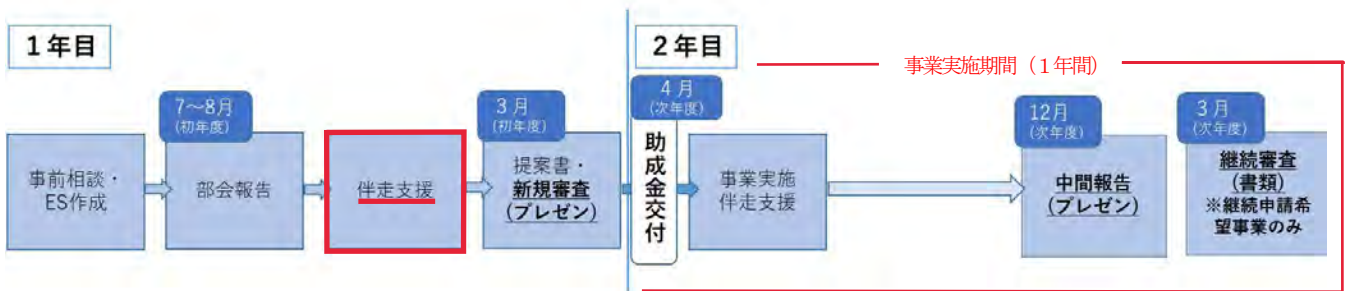 1年目
2年目
事業実施期間（１年間）
7～8月
(初年度)
3月
(初年度)
4月
(次年度)
12月
(次年度)
3月
(次年度)
事前相談・
ES作成
部会報告
伴走支援
提案書・
新規審査
(プレゼン)
助成金交付
事業実施
伴走支援
中間報告
(プレゼン)
継続審査
(書類)
※継続申請希
望事業のみ